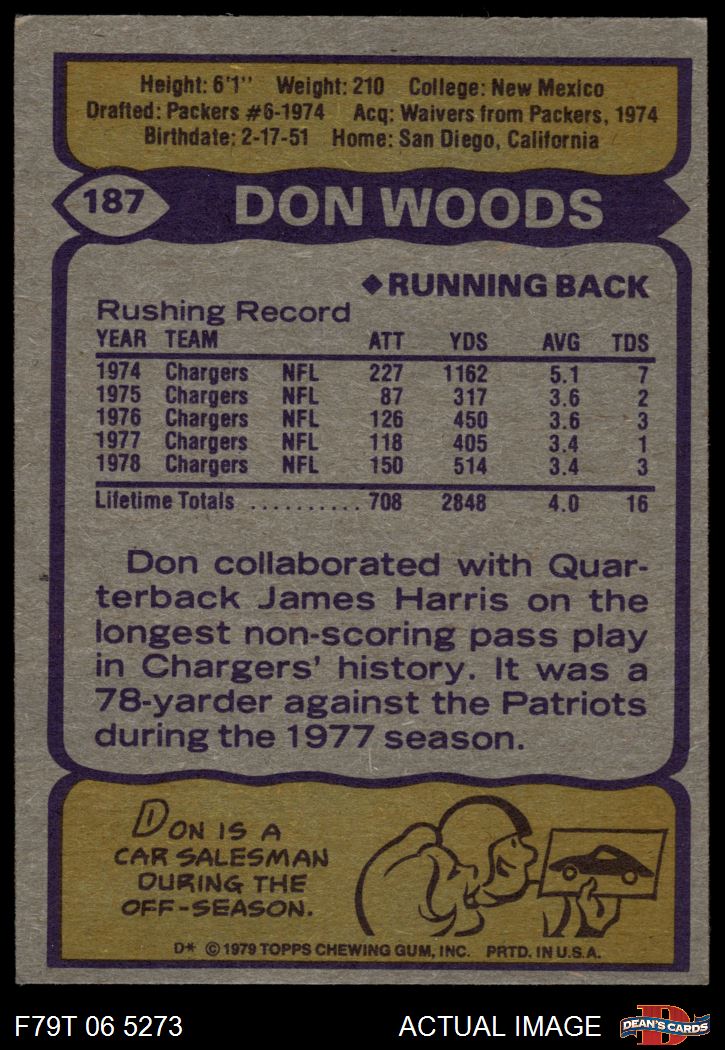 Height: 6'1" Weight: 210 College: New Mexico
Drafted: Packers #6-1974 Acq: Waivers from Packers, 1974
Birthdate: 2-17-51 Home: San Diego, California
187 DON WOODS
◆RUNNING BACK
Rushing Record
YEAR TEAM ATT YDS AVG TDS
1974 Chargers NFL 227 1162 5.1 7
1975 Chargers NFL 87 317 3.6 2
1976 Chargers NFL 126 450 3.6 3
1977 Chargers NFL 118 405 3.4 1
1978 Chargers NFL 150 514 3.4 3
Lifetime Totals .......... 708 2848 4.0 16
Don collaborated with Quar-
terback James Harris on the
longest non-scoring pass play
in Chargers' history. It was a
78-yarder against the Patriots
during the 1977 season.
DON IS A
CAR SALESMAN
DURING THE
OFF-SEASON.
D* © 1979 TOPPS CHEWING GUM, INC. PRTD. IN U.S.A.
F79T 06 5273 ACTUAL IMAGE D DEAN'S CARDS